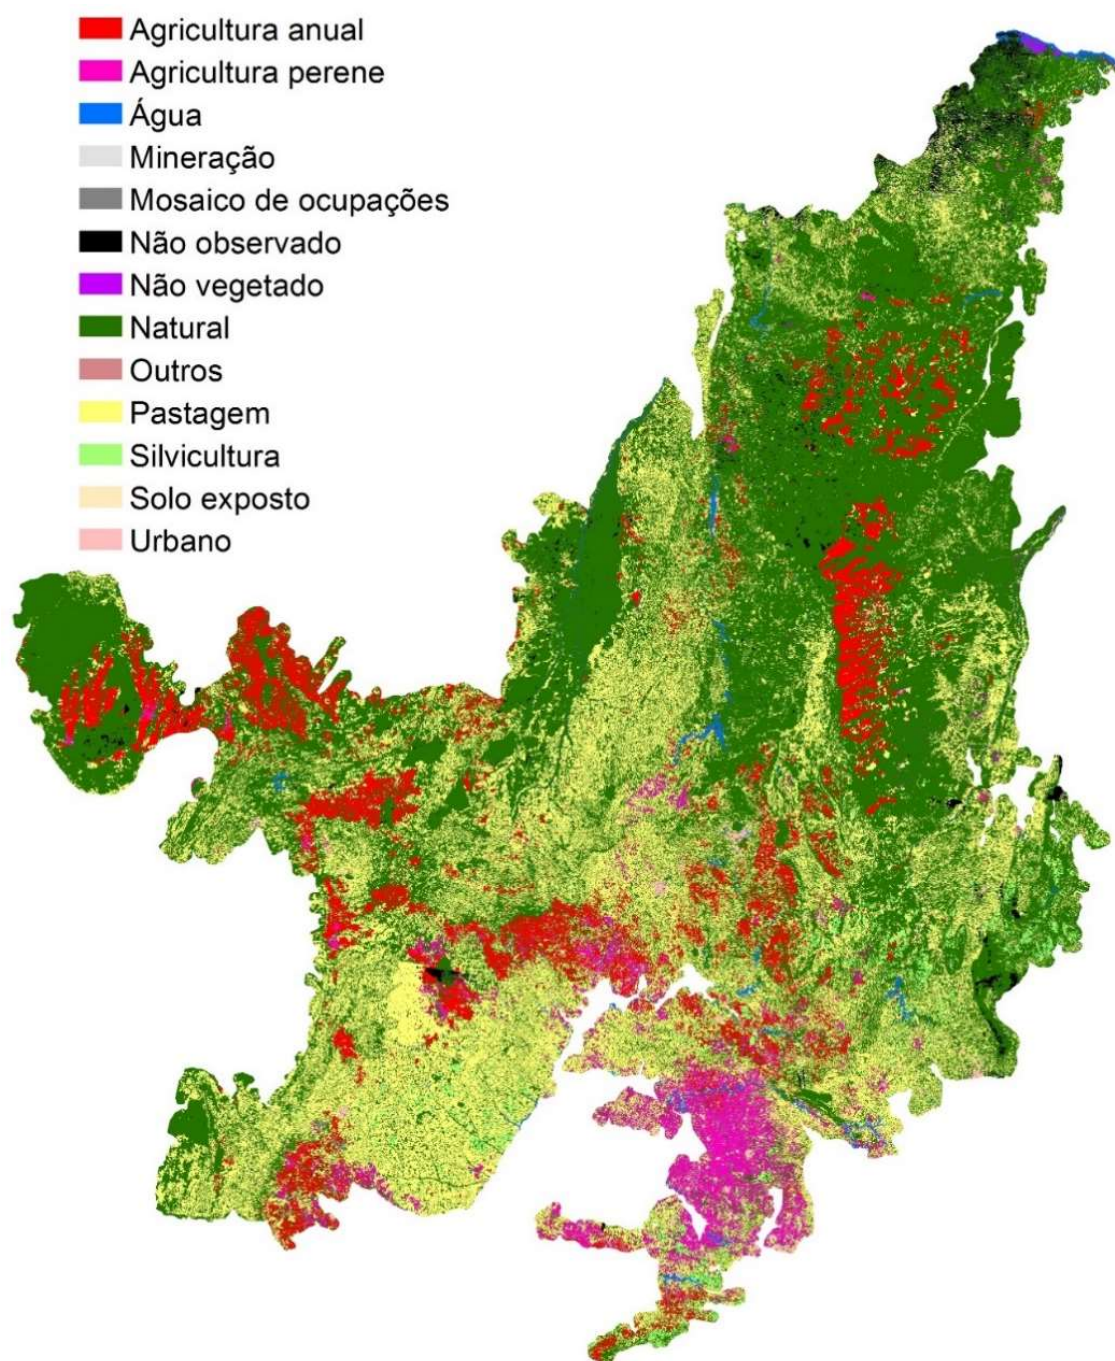 Agricultura anual
Agricultura perene
Água
Mineração
Mosaico de ocupações
Não observado
Não vegetado
Natural
Outros
Pastagem
Silvicultura
Solo exposto
Urbano